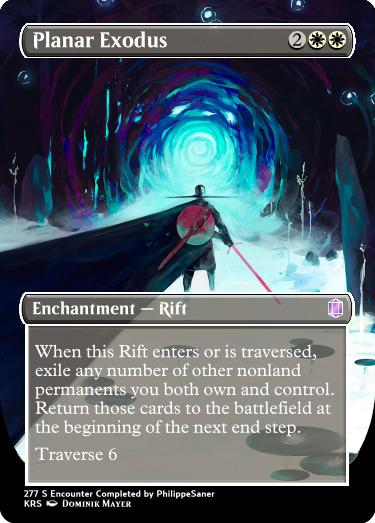 Planar Exodus 2
Enchantment — Rift
When this Rift enters or is traversed,
exile any number of other nonland
permanents you both own and control.
Return those cards to the battlefield at
the beginning of the next end step.
Traverse 6
277 S Encounter Completed by PhilippeSaner
KRS Dominik Mayer